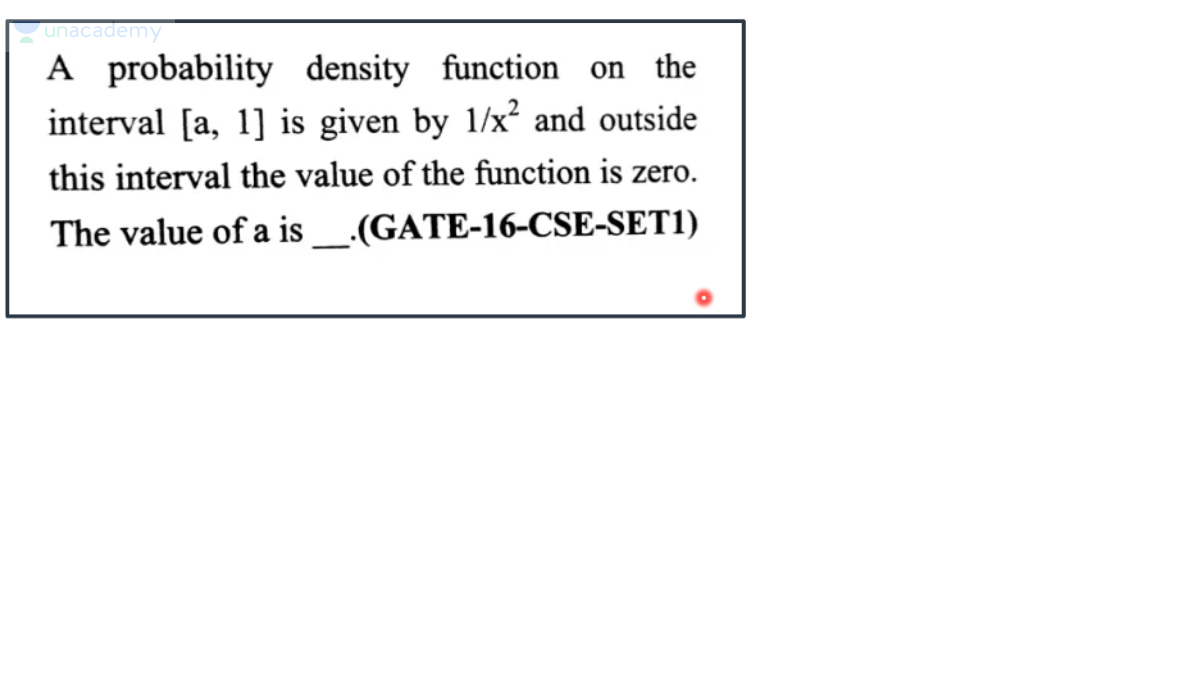 unacademy
A probability density function on the
interval [a, 1] is given by 1/x² and outside
this interval the value of the function is zero.
The value of a is __.(GATE-16-CSE-SET1)